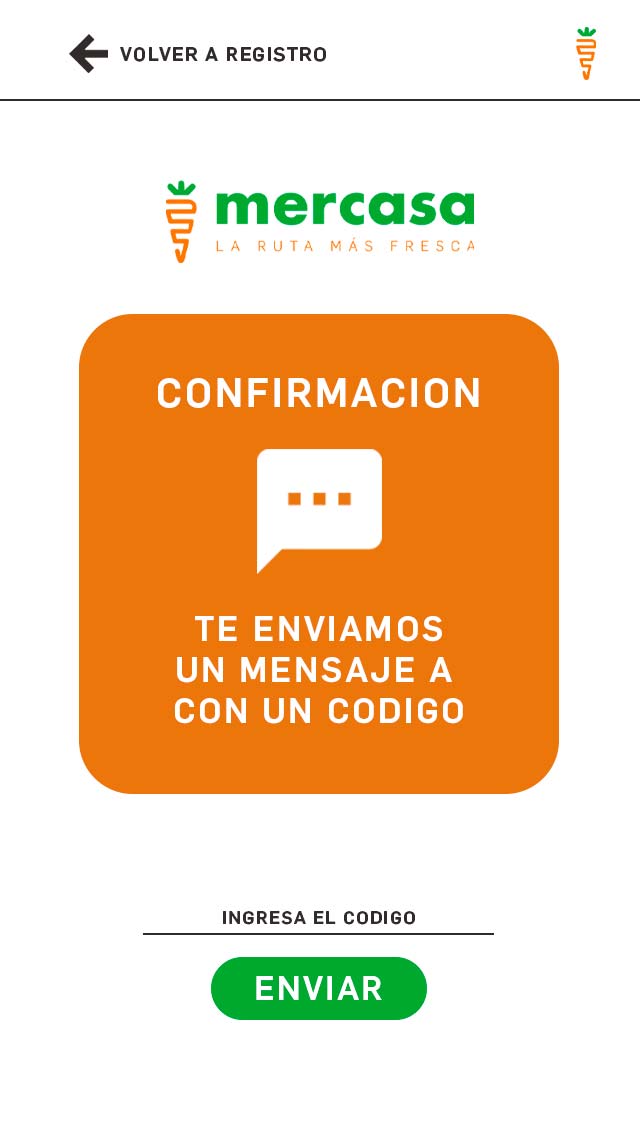 VOLVER A REGISTRO
mercasa
LA RUTA MÁS FRESCA
CONFIRMACION
TE ENVIAMOS
UN MENSAJE A
CON UN CODIGO
INGRESA EL CODIGO
ENVIAR